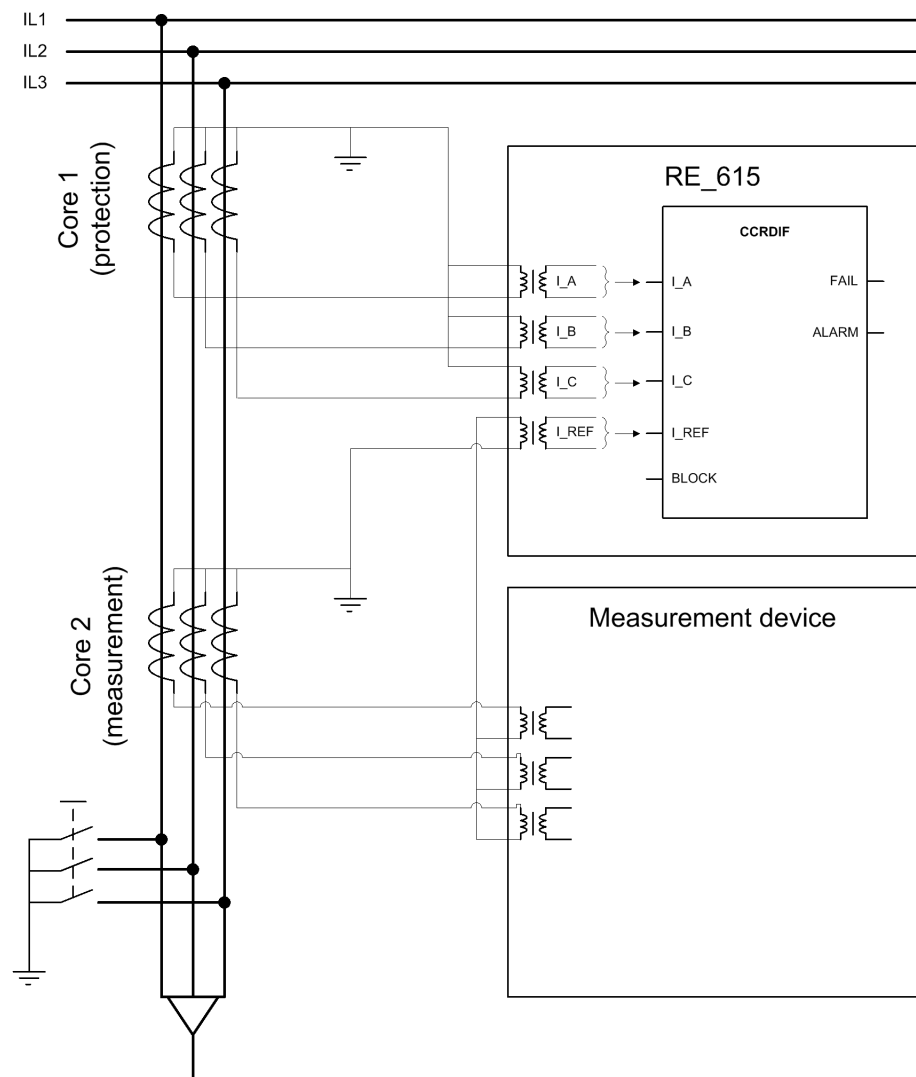 IL1
IL2
IL3
Core 1
(protection)
RE_615
CCRDIF
I_A
I_A
FAIL
I_B
I_B
ALARM
I_C
I_C
I_REF
I_REF
BLOCK
Core 2
(measurement)
Measurement device